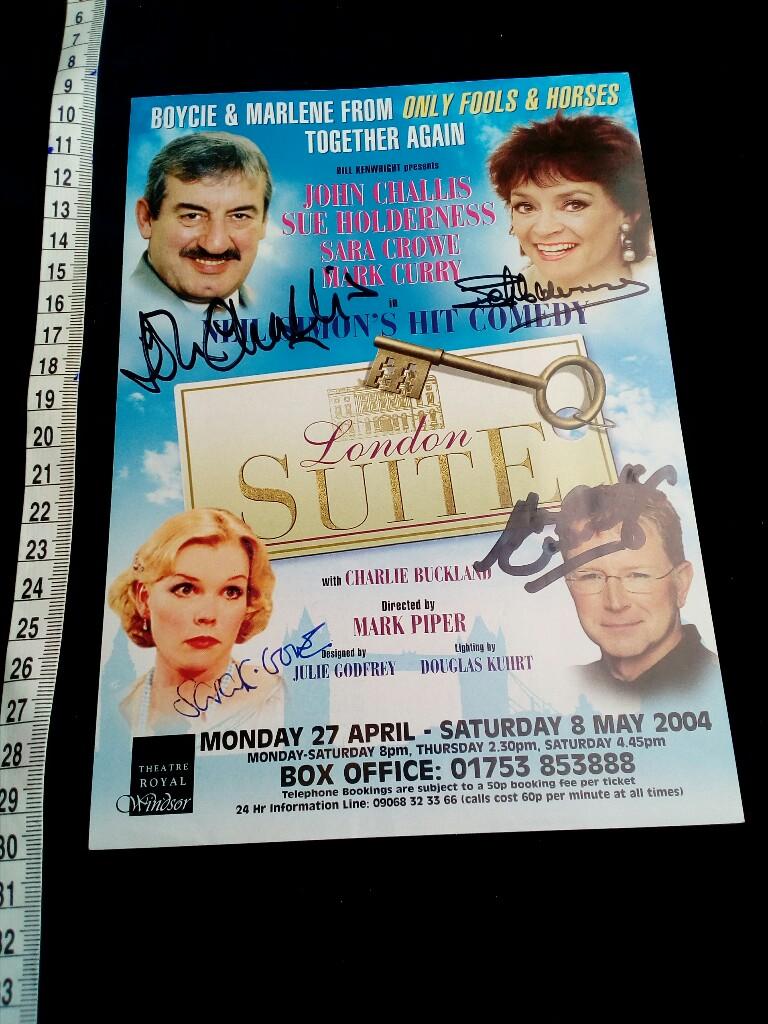 6
7
8
9
10
11
12
13
14
15
16
17
18
19
20
21
22
23
24
25
26
27
28
29
30
31
32
33
BOYCIE & MARLENE FROM ONLY FOOLS & HORSES
TOGETHER AGAIN
BILL KENWRIGHT presents
JOHN CHALLIS
SUE HOLDERNESS
SARA CROWE
MARK CURRY
in
NEIL SIMON'S HIT COMEDY
John Challis
Sue Holderness
London
SUITE
with CHARLIE BUCKLAND
Directed by
MARK PIPER
Designed by
JULIE GODFREY
Lighting by
DOUGLAS KUHRT
MONDAY 27 APRIL - SATURDAY 8 MAY 2004
MONDAY-SATURDAY 8pm, THURSDAY 2.30pm, SATURDAY 4.45pm
BOX OFFICE: 01753 853888
Telephone Bookings are subject to a 50p booking fee per ticket
24 Hr Information Line: 09068 32 33 66 (calls cost 60p per minute at all times)
THEATRE
ROYAL
Windsor